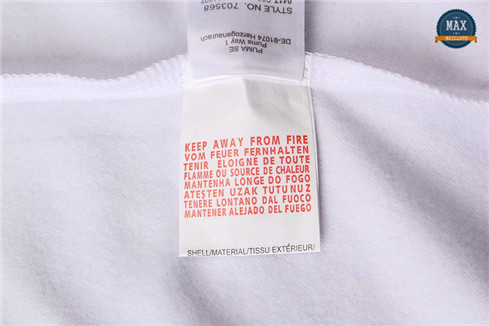 STYLE NO. 703568
PUMA SE
Puma Way 1
DE-91074 Herzogenaurach
KEEP AWAY FROM FIRE
VOM FEUER FERNHALTEN
TENIR ÉLOIGNÉ DE TOUTE
FLAMME OU SOURCE DE CHALEUR
MANTENHA LONGE DO FOGO
ATESTEN UZAK TUTUNUZ
TENERE LONTANO DAL FUOCO
MANTENER ALEJADO DEL FUEGO
SHELL/MATERIAL/TISSU EXTÉRIEUR/
MAX